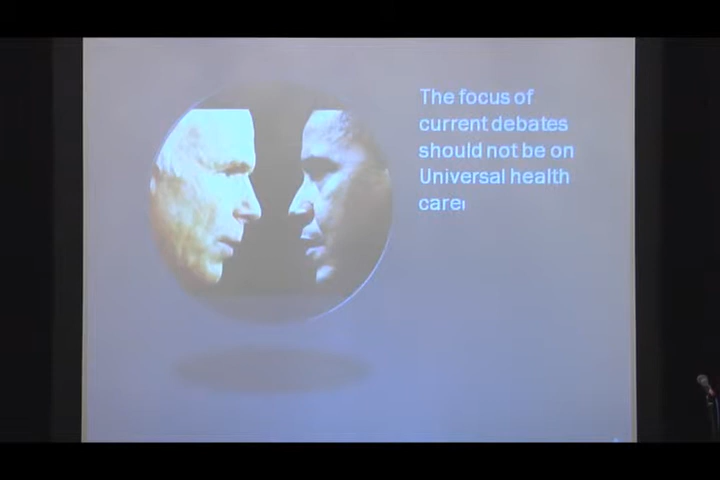 The focus of
current debates
should not be on
Universal health
care